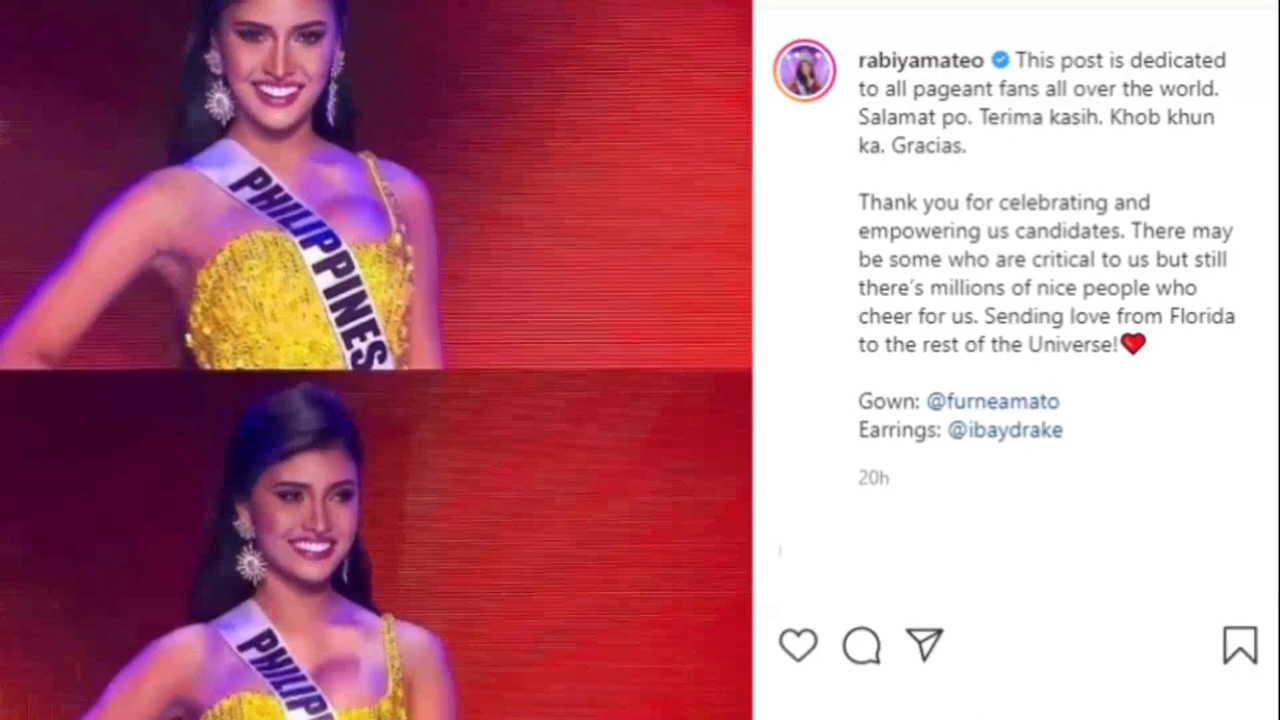 PHILIPPINES
PHILIPP
rabiyamateo This post is dedicated
to all pageant fans all over the world.
Salamat po. Terima kasih. Khob khun
ka. Gracias.
Thank you for celebrating and
empowering us candidates. There may
be some who are critical to us but still
there's millions of nice people who
cheer for us. Sending love from Florida
to the rest of the Universe!❤️
Gown: @furneamato
Earrings: @ibaydrake
20h